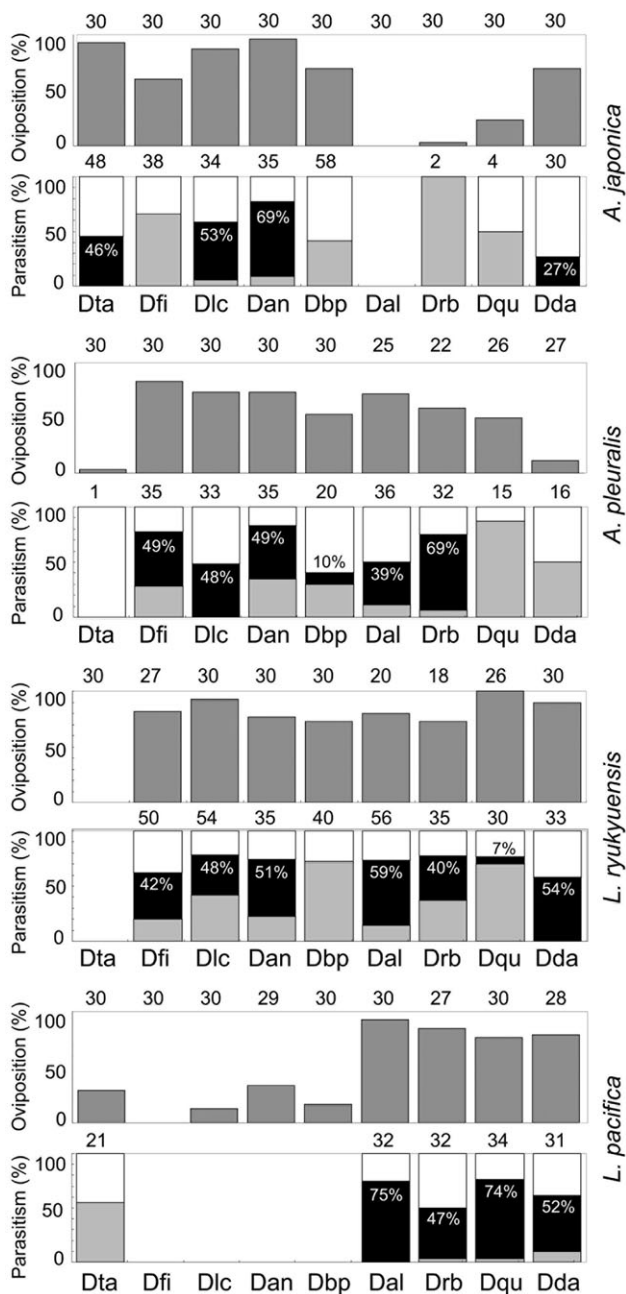 30 30 30 30 30 30 30 30 30
Oviposition (%)
100
50
0
48 38 34 35 58 2 4 30
Parasitism (%)
100
50
0
46% 53% 69% 27%
Dta Dfi Dlc Dan Dbp Dal Drb Dqu Dda
A. japonica
30 30 30 30 30 25 22 26 27
Oviposition (%)
100
50
0
1 35 33 35 20 36 32 15 16
Parasitism (%)
100
50
0
49% 48% 49% 10% 39% 69%
Dta Dfi Dlc Dan Dbp Dal Drb Dqu Dda
A. pleuralis
30 27 30 30 30 20 18 26 30
Oviposition (%)
100
50
0
50 54 35 40 56 35 30 33
Parasitism (%)
100
50
0
42% 48% 51% 59% 40% 7% 54%
Dta Dfi Dlc Dan Dbp Dal Drb Dqu Dda
L. ryukyuensis
30 30 30 29 30 30 27 30 28
Oviposition (%)
100
50
0
21 32 32 34 31
Parasitism (%)
100
50
0
75% 47% 74% 52%
Dta Dfi Dlc Dan Dbp Dal Drb Dqu Dda
L. pacifica